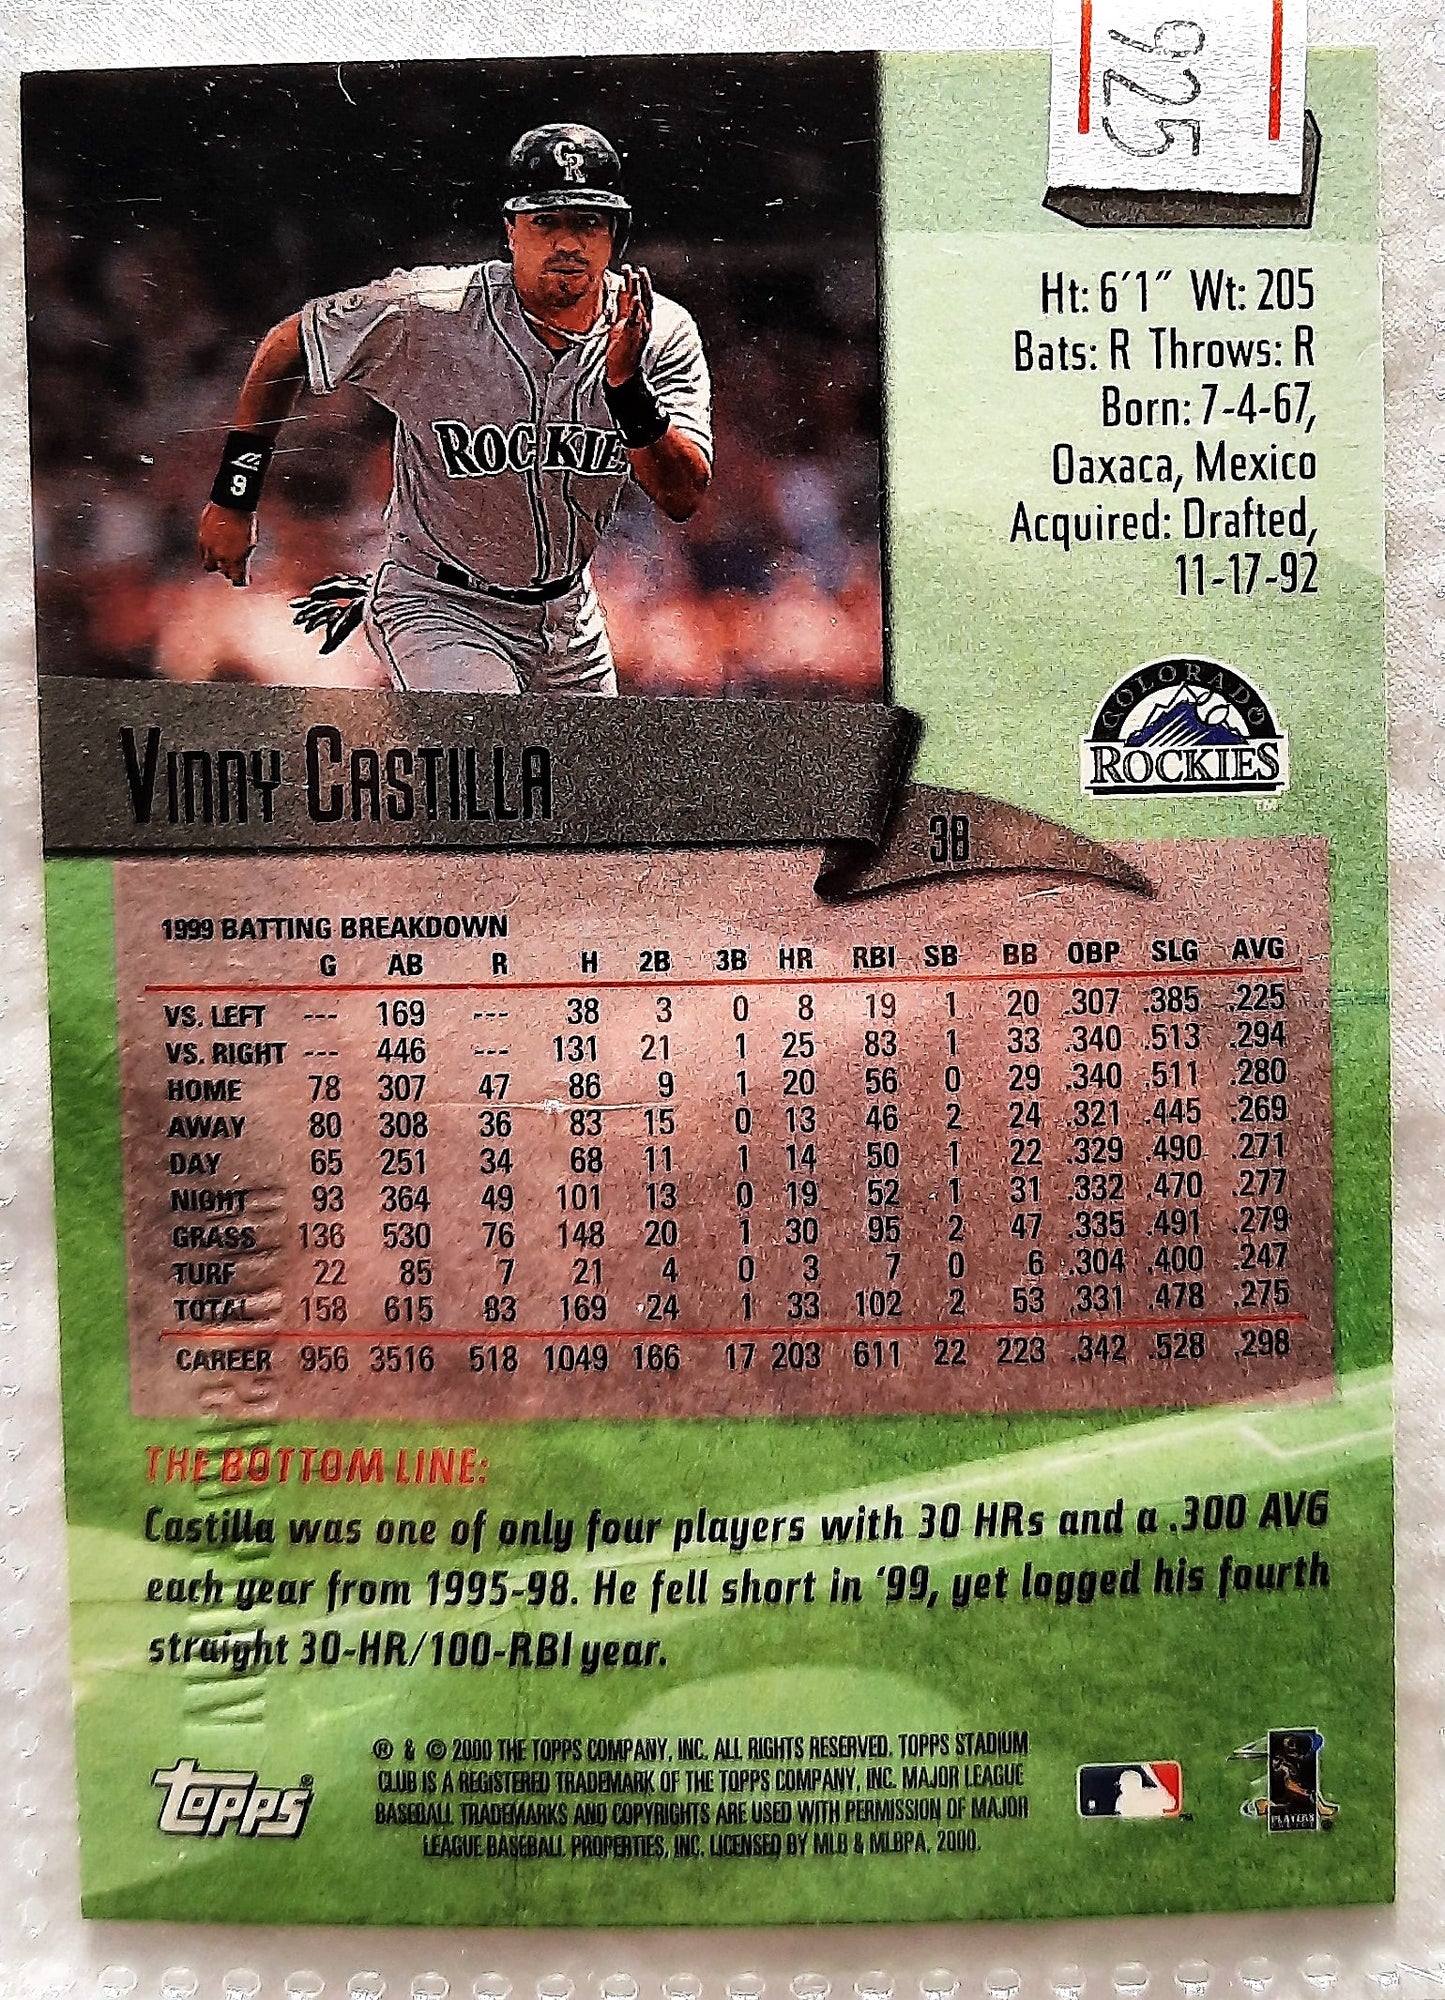 925
CR
ROCKIE
9
Ht: 6'1" Wt: 205
Bats: R Throws: R
Born: 7-4-67,
Oaxaca, Mexico
Acquired: Drafted,
11-17-92
COLORADO
ROCKIES
TM
Vinny Castilla
3B
1999 BATTING BREAKDOWN
G AB R H 2B 3B HR RBI SB BB OBP SLG AVG
VS. LEFT --- 169 --- 38 3 0 8 19 1 20 .307 .385 .225
VS. RIGHT --- 446 --- 131 21 1 25 83 1 33 .340 .513 .294
HOME 78 307 47 86 9 1 20 56 0 29 .340 .511 .280
AWAY 80 308 36 83 15 0 13 46 2 24 .321 .445 .269
DAY 65 251 34 68 11 1 14 50 1 22 .329 .490 .271
NIGHT 93 364 49 101 13 0 19 52 1 31 .332 .470 .277
GRASS 136 530 76 148 20 1 30 95 2 47 .335 .491 .279
TURF 22 85 7 21 4 0 3 7 0 6 .304 .400 .247
TOTAL 158 615 83 169 24 1 33 102 2 53 .331 .478 .275
CAREER 956 3516 518 1049 166 17 203 611 22 223 .342 .528 .298
THE BOTTOM LINE:
Castilla was one of only four players with 30 HRs and a .300 AVG
each year from 1995-98. He fell short in '99, yet logged his fourth
straight 30-HR/100-RBI year.
® & © 2000 THE TOPPS COMPANY, INC. ALL RIGHTS RESERVED. TOPPS STADIUM
CLUB IS A REGISTERED TRADEMARK OF THE TOPPS COMPANY, INC. MAJOR LEAGUE
BASEBALL TRADEMARKS AND COPYRIGHTS ARE USED WITH PERMISSION OF MAJOR
LEAGUE BASEBALL PROPERTIES, INC. LICENSED BY MLB & MLBPA, 2000.
Topps®
PLAYERS